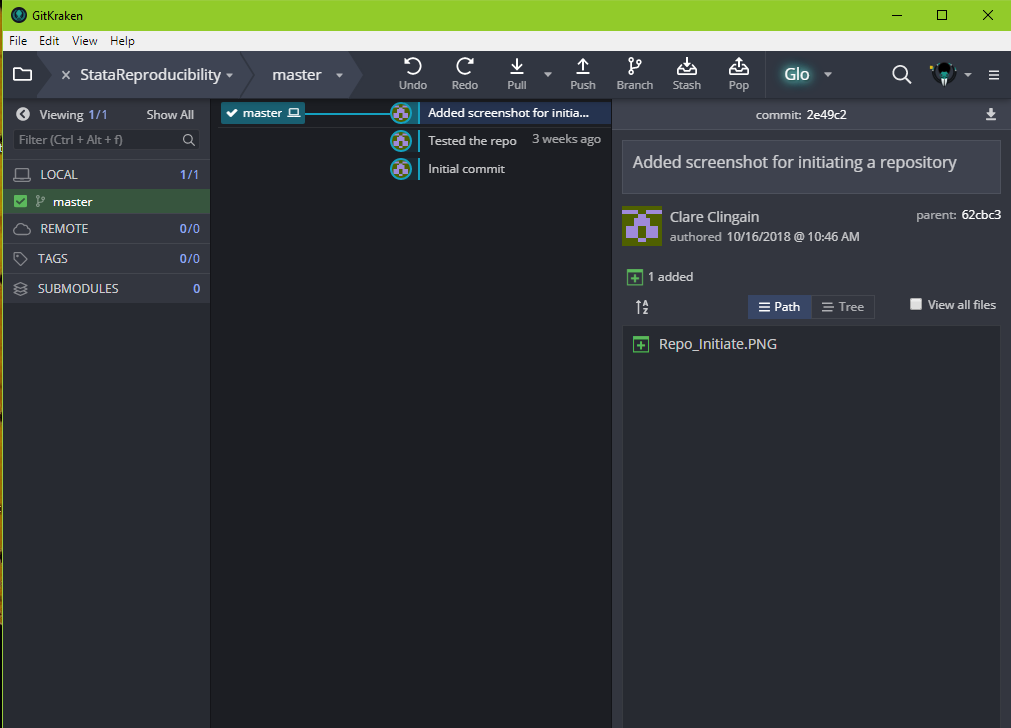 GitKraken
File Edit View Help
StataReproducibility master Undo Redo Pull Push Branch Stash Pop Glo
Viewing 1/1 Show All
Filter (Ctrl + Alt + f)
LOCAL 1/1
master
REMOTE 0/0
TAGS 0/0
SUBMODULES 0
master Added screenshot for initia...
Tested the repo 3 weeks ago
Initial commit
commit: 2e49c2
Added screenshot for initiating a repository
Clare Clingain parent: 62cbc3
authored 10/16/2018 @ 10:46 AM
1 added
A Z Path Tree View all files
Repo_Initiate.PNG